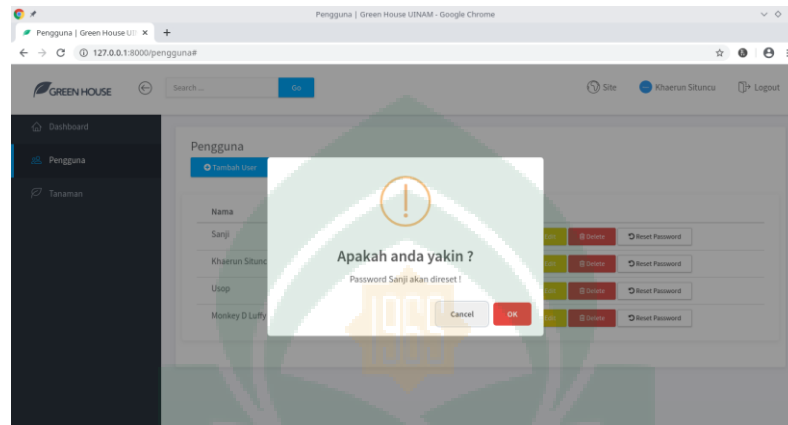 Pengguna | Green House UINAM - Google Chrome
Pengguna | Green House UI
127.0.0.1:8000/pengguna#
GREEN HOUSE
Search ...
Go
Site
Khaerun Situncu
Logout
Dashboard
Pengguna
Tanaman
Pengguna
Tambah User
Nama
Sanji
Delete
Reset Password
Khaerun Situnc
Delete
Reset Password
Usop
Delete
Reset Password
Monkey D Luffy
Delete
Reset Password
Apakah anda yakin ?
Password Sanji akan direset !
Cancel
OK
1969